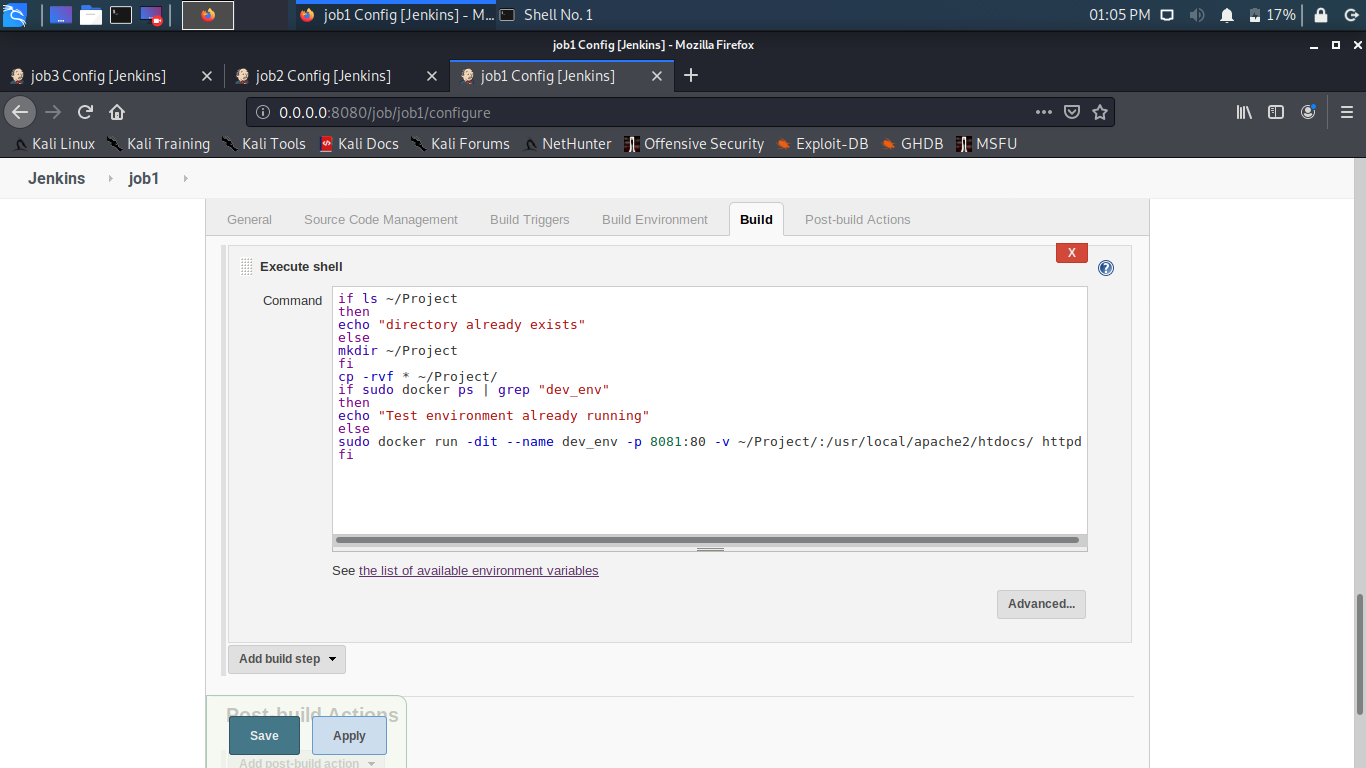 job1 Config [Jenkins] - M...
Shell No. 1
01:05 PM
17%
job1 Config [Jenkins] - Mozilla Firefox
job3 Config [Jenkins]
job2 Config [Jenkins]
job1 Config [Jenkins]
0.0.0.0:8080/job/job1/configure
Kali Linux
Kali Training
Kali Tools
Kali Docs
Kali Forums
NetHunter
Offensive Security
Exploit-DB
GHDB
MSFU
Jenkins
job1
General
Source Code Management
Build Triggers
Build Environment
Build
Post-build Actions
X
Execute shell
?
Command
if ls ~/Project
then
echo "directory already exists"
else
mkdir ~/Project
fi
cp -rvf * ~/Project/
if sudo docker ps | grep "dev_env"
then
echo "Test environment already running"
else
sudo docker run -dit --name dev_env -p 8081:80 -v ~/Project/:/usr/local/apache2/htdocs/ httpd
fi
See the list of available environment variables
Advanced...
Add build step
Post-build Actions
Save
Apply
Add post-build action